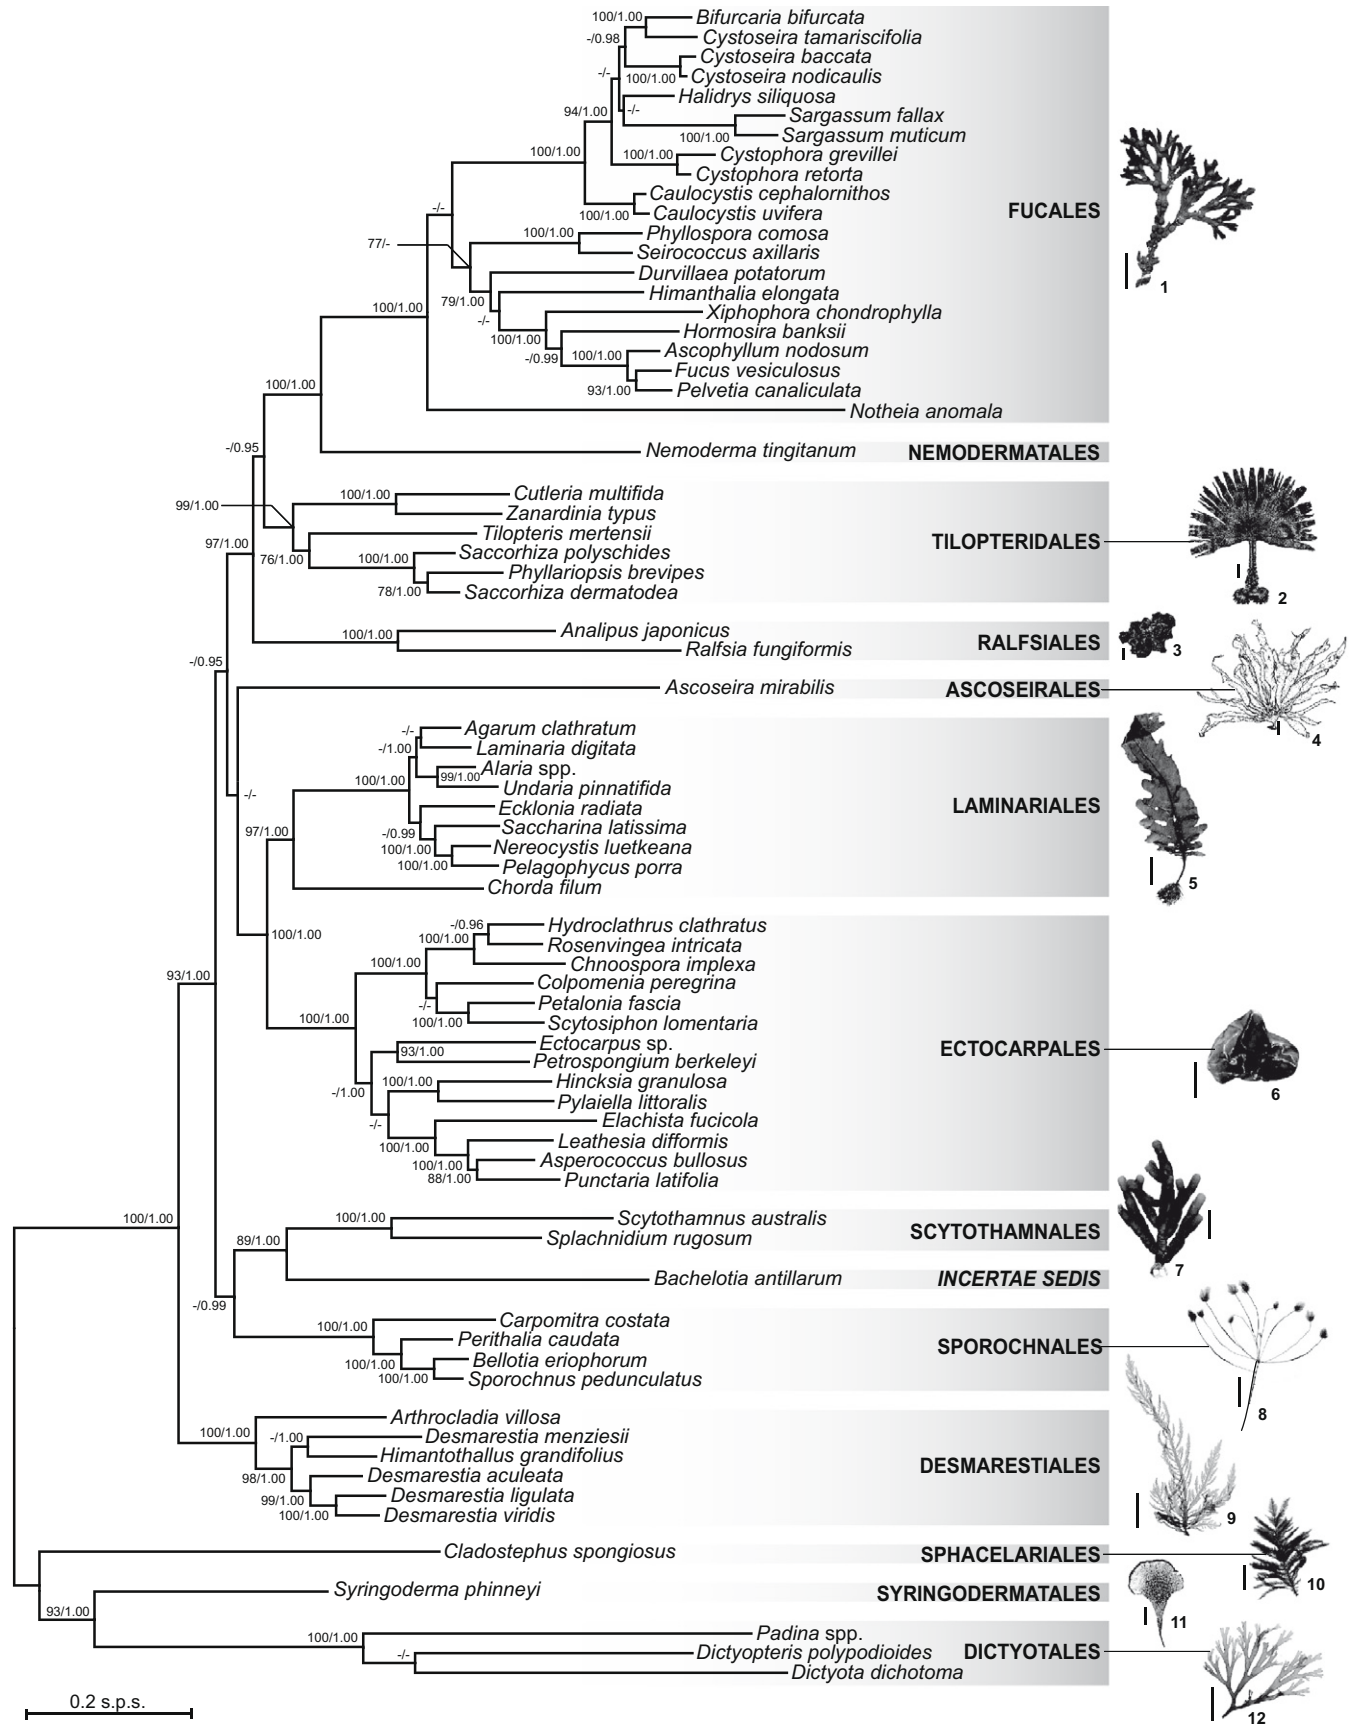 100/1.00 Bifurcaria bifurcata
-/0.98 Cystoseira tamariscifolia
Cystoseira baccata
-/- 100/1.00 Cystoseira nodicaulis
Halidrys siliquosa
94/1.00 -/- Sargassum fallax
100/1.00 Sargassum muticum
100/1.00 100/1.00 Cystophora grevillei
Cystophora retorta
Caulocystis cephalornithos
-/- 100/1.00 Caulocystis uvifera FUCALES
77/- 100/1.00 Phyllospora comosa
Seirococcus axillaris
Durvillaea potatorum
1
79/1.00 Himanthalia elongata
100/1.00 -/- Xiphophora chondrophylla
100/1.00 Hormosira banksii
-/0.99 100/1.00 Ascophyllum nodosum
Fucus vesiculosus
100/1.00 93/1.00 Pelvetia canaliculata
Notheia anomala
-/0.95 Nemoderma tingitanum NEMODERMATALES
99/1.00 100/1.00 Cutleria multifida
Zanardinia typus
97/1.00 Tilopteris mertensii TILOPTERIDALES
76/1.00 100/1.00 Saccorhiza polyschides
Phyllariopsis brevipes
78/1.00 Saccorhiza dermatodea
2
100/1.00 Analipus japonicus
Ralfsia fungiformis RALFSIALES
3
-/0.95 Ascoseira mirabilis ASCOSEIRALES
4
-/- Agarum clathratum
-/1.00 Laminaria digitata
Alaria spp.
100/1.00 99/1.00 Undaria pinnatifida
-/- Ecklonia radiata LAMINARIALES
97/1.00 -/0.99 Saccharina latissima
100/1.00 Nereocystis luetkeana
100/1.00 Pelagophycus porra
Chorda filum
5
-/0.96 Hydroclathrus clathratus
100/1.00 100/1.00 Rosenvingea intricata
100/1.00 Chnoospora implexa
93/1.00 Colpomenia peregrina
-/- Petalonia fascia
100/1.00 100/1.00 Scytosiphon lomentaria
Ectocarpus sp. ECTOCARPALES
93/1.00 Petrospongium berkeleyi
-/1.00 100/1.00 Hincksia granulosa
6
Pylaiella littoralis
-/- Elachista fucicola
100/1.00 Leathesia difformis
100/1.00 Asperococcus bullosus
88/1.00 Punctaria latifolia
100/1.00 100/1.00 Scytothamnus australis
89/1.00 Splachnidium rugosum SCYTOTHAMNALES
7
Bachelotia antillarum INCERTAE SEDIS
-/0.99 100/1.00 Carpomitra costata
Perithalia caudata SPOROCHNALES
100/1.00 Bellotia eriophorum
100/1.00 Sporochnus pedunculatus
8
Arthrocladia villosa
100/1.00 -/1.00 Desmarestia menziesii
Himantothallus grandifolius DESMARESTIALES
98/1.00 Desmarestia aculeata
99/1.00 Desmarestia ligulata
100/1.00 Desmarestia viridis
9
Cladostephus spongiosus SPHACELARIALES
10
Syringoderma phinneyi SYRINGODERMATALES
93/1.00
11
100/1.00 Padina spp.
-/- Dictyopteris polypodioides DICTYOTALES
Dictyota dichotoma
0.2 s.p.s.
12